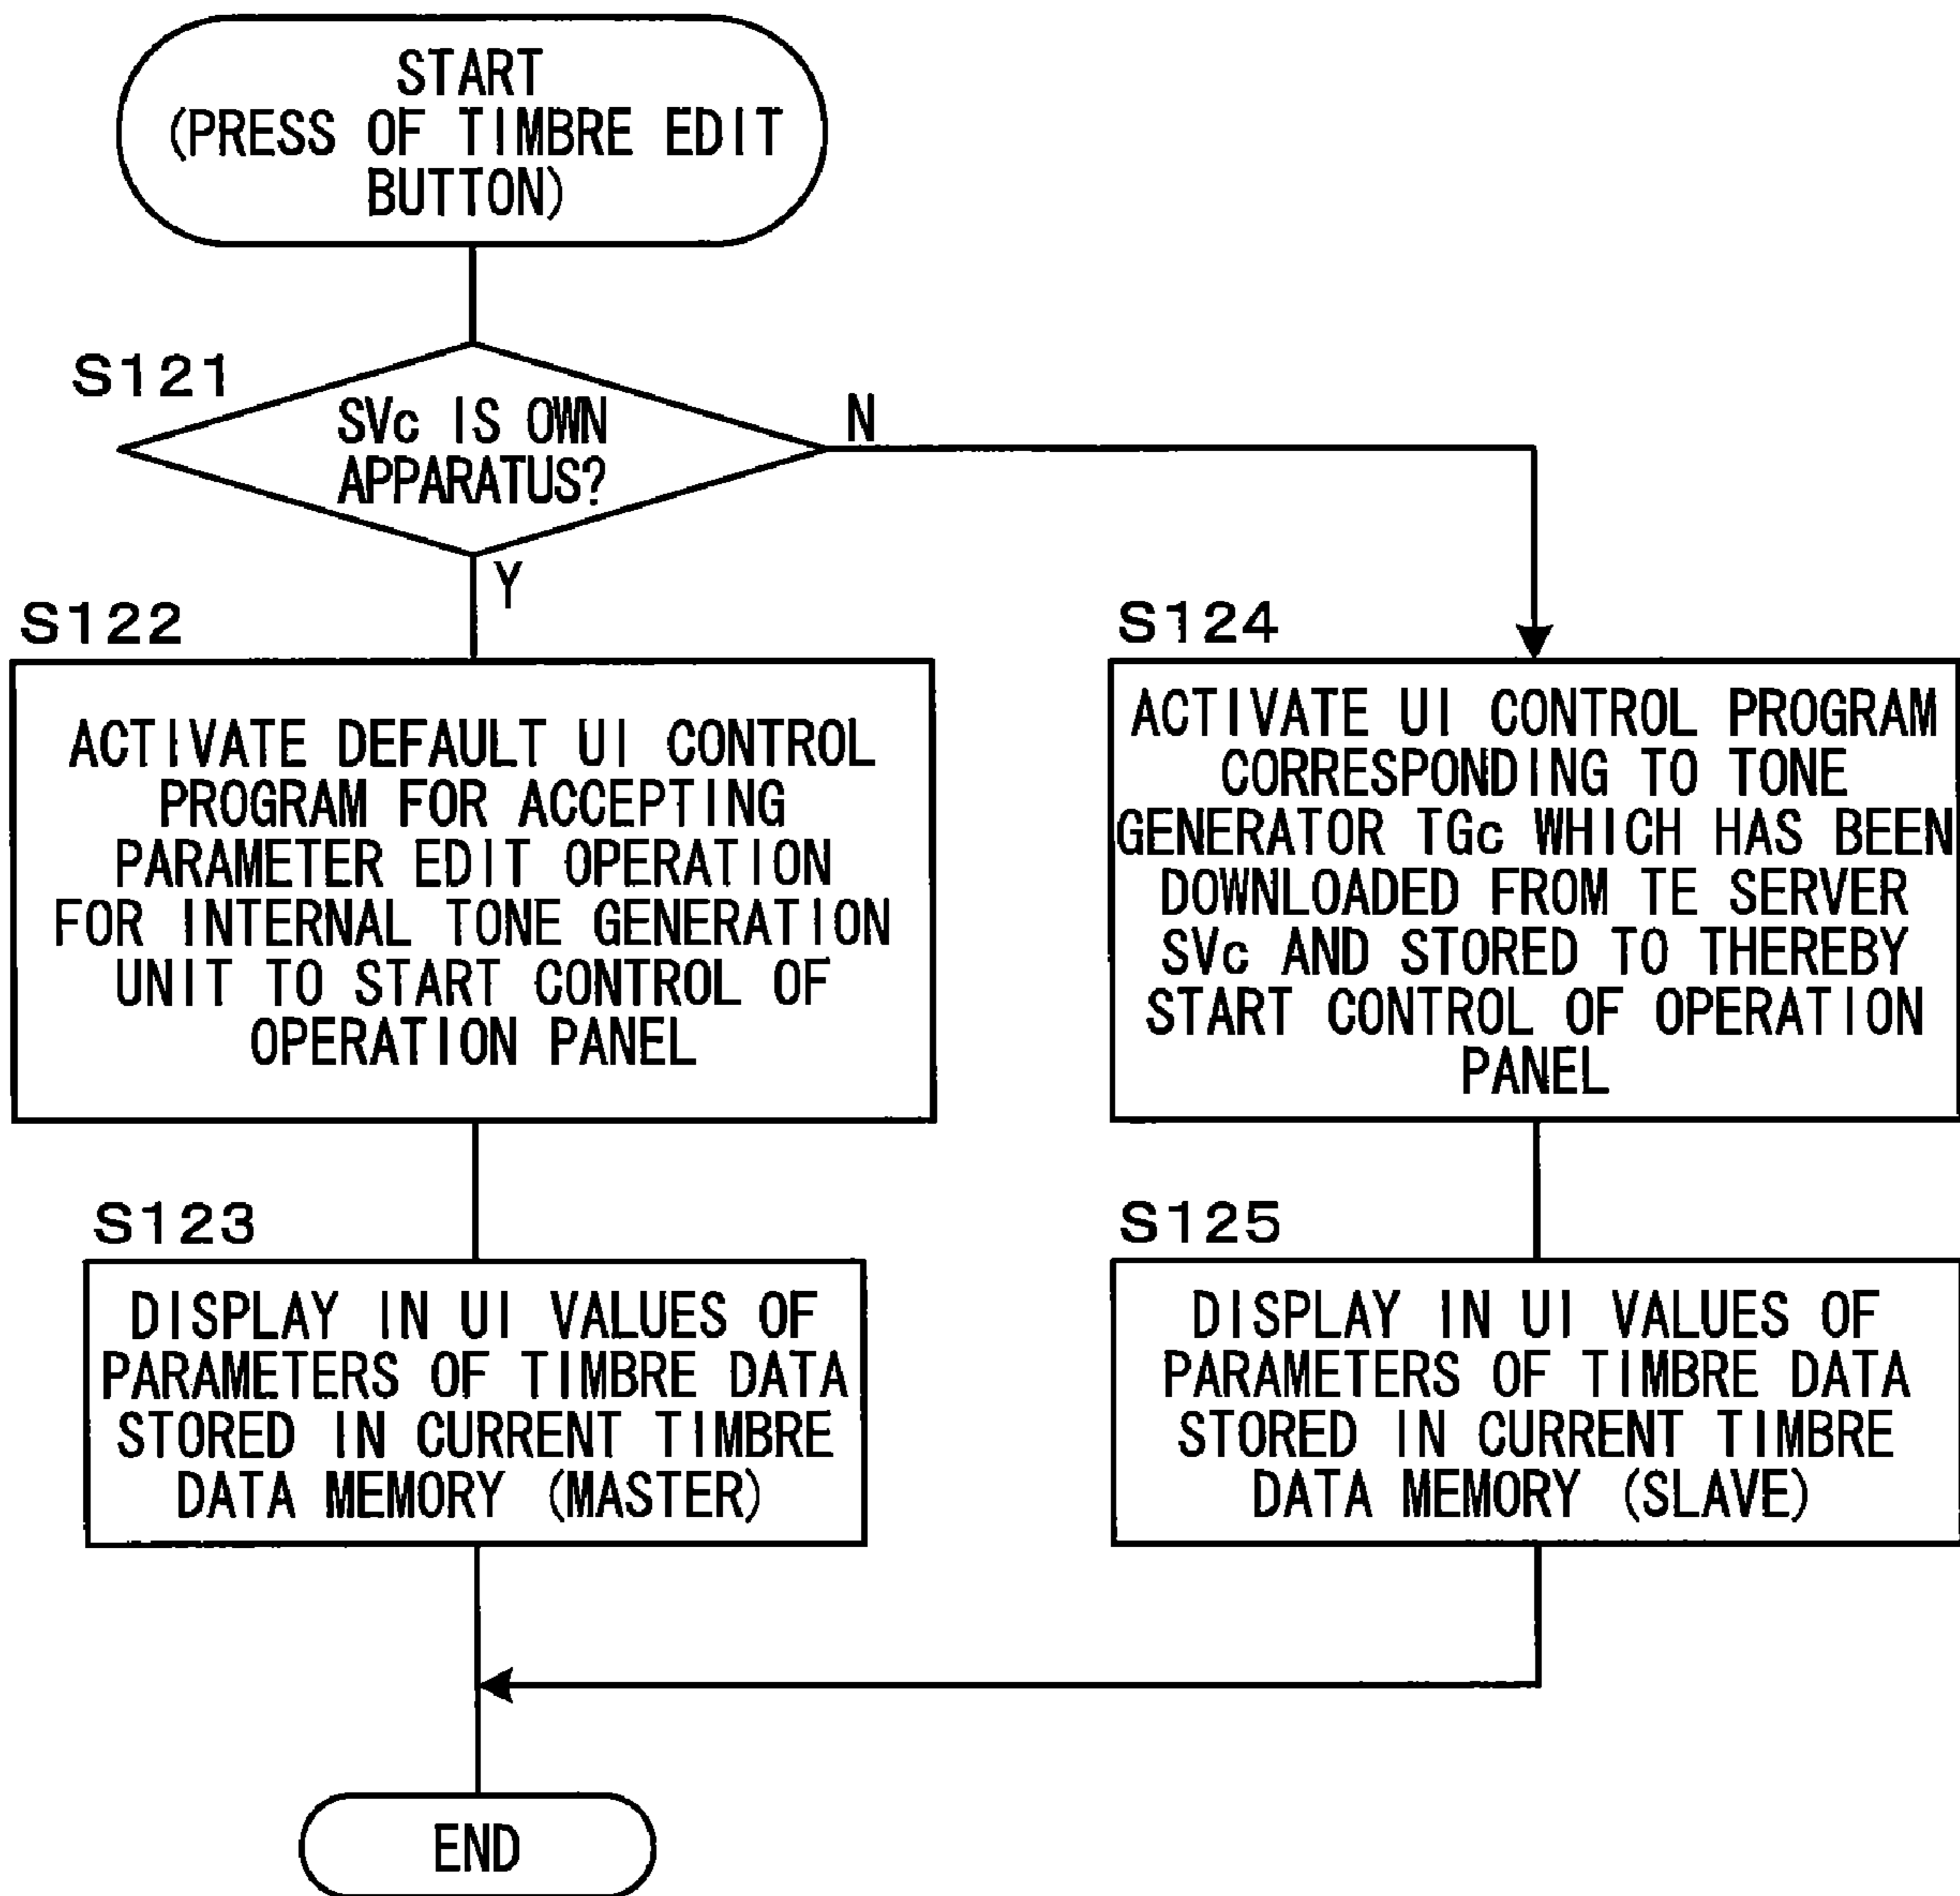 START
(PRESS OF TIMBRE EDIT
BUTTON)
S121
SVc IS OWN
APPARATUS?
N
Y
S122
ACTIVATE DEFAULT UI CONTROL
PROGRAM FOR ACCEPTING
PARAMETER EDIT OPERATION
FOR INTERNAL TONE GENERATION
UNIT TO START CONTROL OF
OPERATION PANEL
S124
ACTIVATE UI CONTROL PROGRAM
CORRESPONDING TO TONE
GENERATOR TGc WHICH HAS BEEN
DOWNLOADED FROM TE SERVER
SVc AND STORED TO THEREBY
START CONTROL OF OPERATION
PANEL
S123
DISPLAY IN UI VALUES OF
PARAMETERS OF TIMBRE DATA
STORED IN CURRENT TIMBRE
DATA MEMORY (MASTER)
S125
DISPLAY IN UI VALUES OF
PARAMETERS OF TIMBRE DATA
STORED IN CURRENT TIMBRE
DATA MEMORY (SLAVE)
END